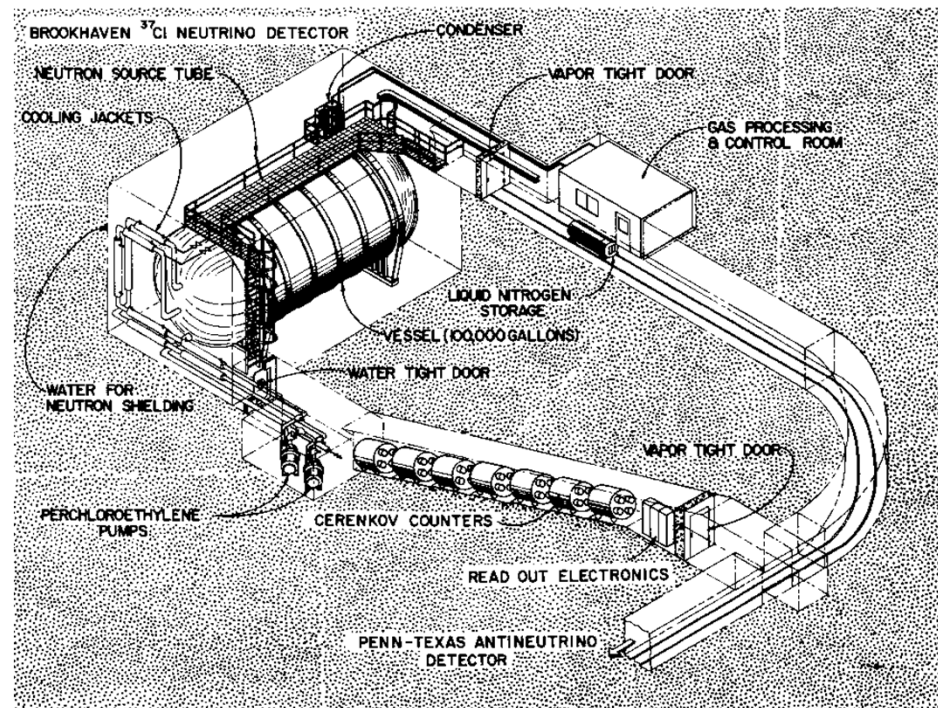 BROOKHAVEN ³⁷Cl NEUTRINO DETECTOR
CONDENSER
NEUTRON SOURCE TUBE
VAPOR TIGHT DOOR
COOLING JACKETS
GAS PROCESSING
& CONTROL ROOM
LIQUID NITROGEN
STORAGE
VESSEL (100,000 GALLONS)
WATER TIGHT DOOR
WATER FOR
NEUTRON SHIELDING
VAPOR TIGHT DOOR
PERCHLOROETHYLENE
PUMPS
CERENKOV COUNTERS
READ OUT ELECTRONICS
PENN-TEXAS ANTINEUTRINO
DETECTOR